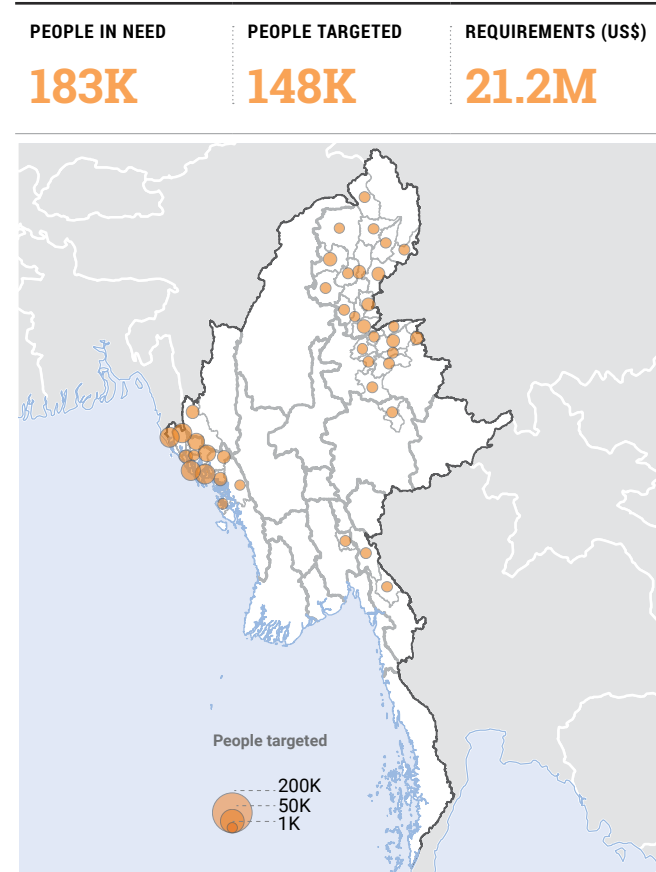 PEOPLE IN NEED
PEOPLE TARGETED
REQUIREMENTS (US$)
183K
148K
21.2M
People targeted
200K
50K
1K